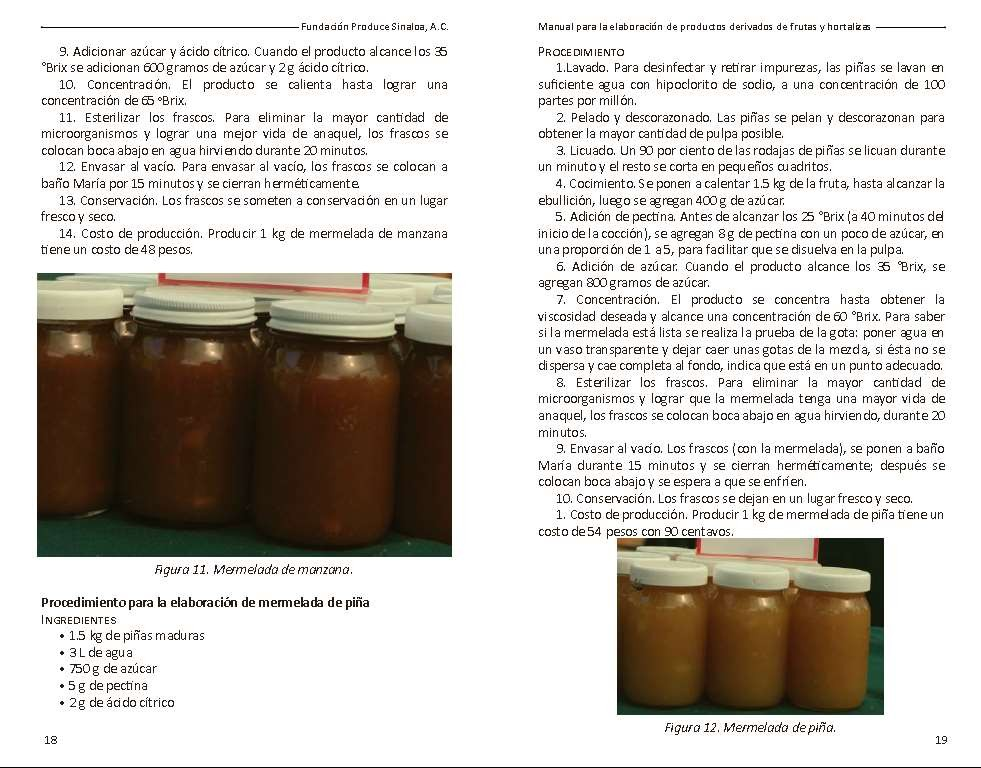 Fundación Produce Sinaloa, A.C.
9. Adicionar azúcar y ácido cítrico. Cuando el producto alcance los 35
°Brix se adicionan 600 gramos de azúcar y 2 g ácido cítrico.
10. Concentración. El producto se calienta hasta lograr una
concentración de 65 °Brix.
11. Esterilizar los frascos. Para eliminar la mayor cantidad de
microorganismos y lograr una mejor vida de anaquel, los frascos se
colocan boca abajo en agua hirviendo durante 20 minutos.
12. Envasar al vacío. Para envasar al vacío, los frascos se colocan a
baño María por 15 minutos y se cierran herméticamente.
13. Conservación. Los frascos se someten a conservación en un lugar
fresco y seco.
14. Costo de producción. Producir 1 kg de mermelada de manzana
tiene un costo de 48 pesos.
Figura 11. Mermelada de manzana.
Procedimiento para la elaboración de mermelada de piña
INGREDIENTES
• 1.5 kg de piñas maduras
• 3 L de agua
• 750 g de azúcar
• 5 g de pectina
• 2 g de ácido cítrico
18
Manual para la elaboración de productos derivados de frutas y hortalizas
PROCEDIMIENTO
1.Lavado. Para desinfectar y retirar impurezas, las piñas se lavan en
suficiente agua con hipoclorito de sodio, a una concentración de 100
partes por millón.
2. Pelado y descorazonado. Las piñas se pelan y descorazonan para
obtener la mayor cantidad de pulpa posible.
3. Licuado. Un 90 por ciento de las rodajas de piñas se licuan durante
un minuto y el resto se corta en pequeños cuadritos.
4. Cocimiento. Se ponen a calentar 1.5 kg de la fruta, hasta alcanzar la
ebullición, luego se agregan 400 g de azúcar.
5. Adición de pectina. Antes de alcanzar los 25 °Brix (a 40 minutos del
inicio de la cocción), se agregan 8 g de pectina con un poco de azúcar, en
una proporción de 1 a 5, para facilitar que se disuelva en la pulpa.
6. Adición de azúcar. Cuando el producto alcance los 35 °Brix, se
agregan 800 gramos de azúcar.
7. Concentración. El producto se concentra hasta obtener la
viscosidad deseada y alcance una concentración de 60 °Brix. Para saber
si la mermelada está lista se realiza la prueba de la gota: poner agua en
un vaso transparente y dejar caer unas gotas de la mezcla, si ésta no se
dispersa y cae completa al fondo, indica que está en un punto adecuado.
8. Esterilizar los frascos. Para eliminar la mayor cantidad de
microorganismos y lograr que la mermelada tenga una mayor vida de
anaquel, los frascos se colocan boca abajo en agua hirviendo, durante 20
minutos.
9. Envasar al vacío. Los frascos (con la mermelada), se ponen a baño
María durante 15 minutos y se cierran herméticamente; después se
colocan boca abajo y se espera a que se enfríen.
10. Conservación. Los frascos se dejan en un lugar fresco y seco.
1. Costo de producción. Producir 1 kg de mermelada de piña tiene un
costo de 54 pesos con 90 centavos.
Figura 12. Mermelada de piña.
19